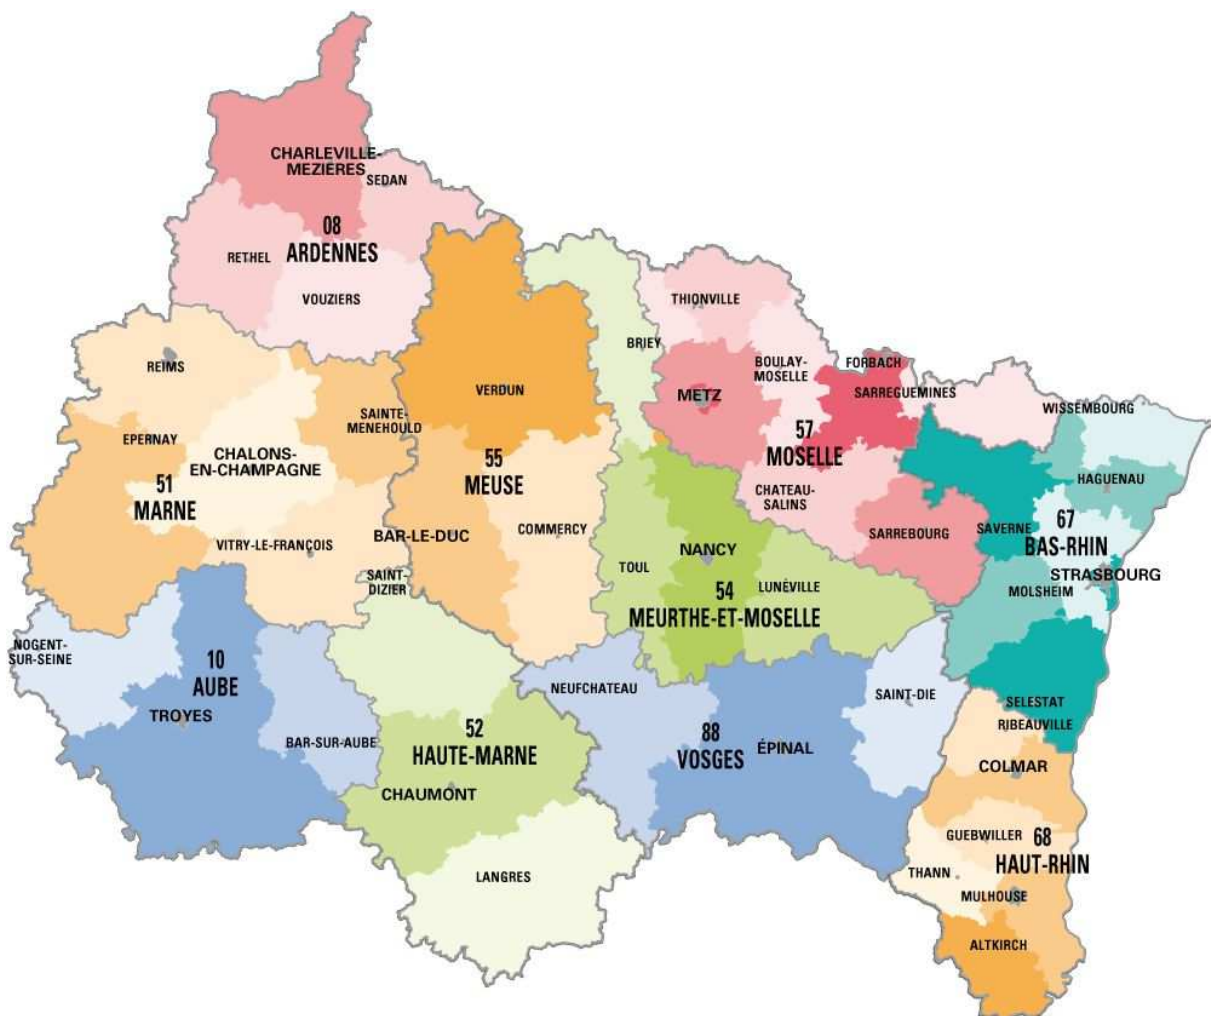 CHARLEVILLE-
MEZIÈRES
SEDAN
08
ARDENNES
RETHEL
VOUZIERS
THIONVILLE
BRIEY
REIMS
BOULAY-
MOSELLE
FORBACH
VERDUN
METZ
SARREGUEMINES
SAINTE-
MENEHOULD
WISSEMBOURG
EPERNAY
57
MOSELLE
CHALONS-
EN-CHAMPAGNE
55
MEUSE
HAGUENAU
51
MARNE
CHATEAU-
SALINS
67
BAS-RHIN
BAR-LE-DUC
COMMERCY
SARREBOURG
SAVERNE
VITRY-LE-FRANÇOIS
NANCY
TOUL
SAINT-
DIZIER
LUNÉVILLE
STRASBOURG
MOLSHEIM
54
MEURTHE-ET-MOSELLE
NOGENT-
SUR-SEINE
10
AUBE
NEUFCHATEAU
SAINT-DIE
SELESTAT
TROYES
RIBEAUVILLE
52
HAUTE-MARNE
88
VOSGES
BAR-SUR-AUBE
ÉPINAL
COLMAR
CHAUMONT
GUEBWILLER
68
HAUT-RHIN
LANGRES
THANN
MULHOUSE
ALTKIRCH